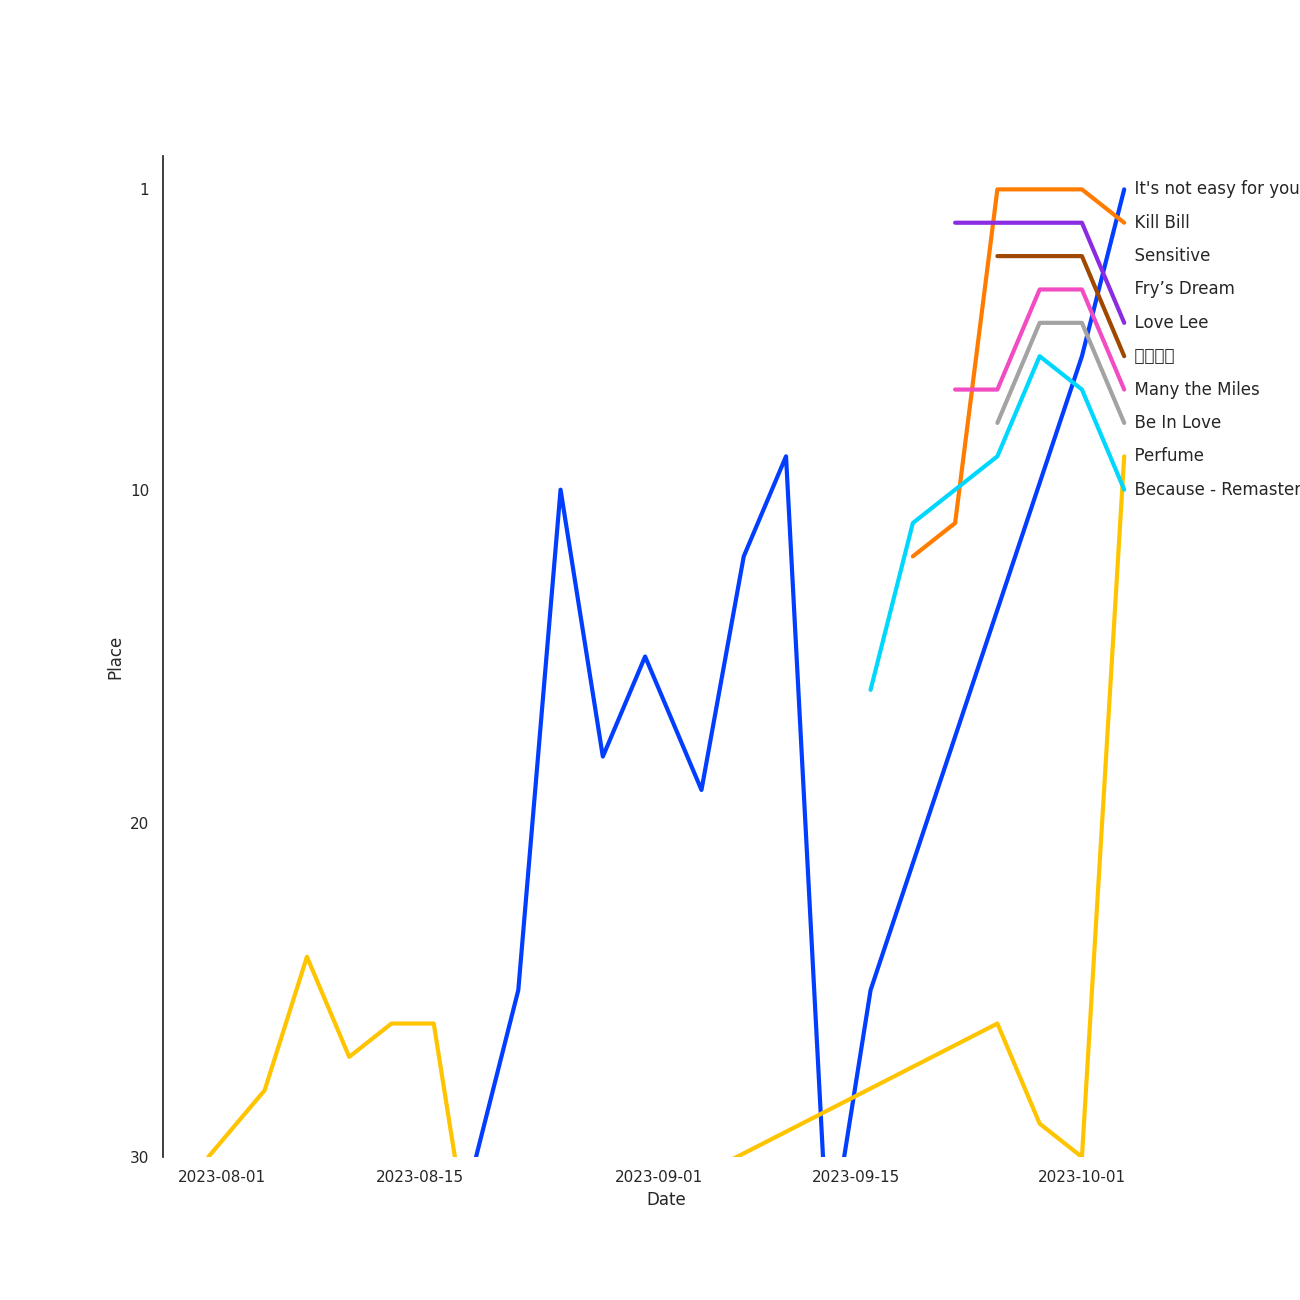 1
10
20
30
Place
2023-08-01
2023-08-15
2023-09-01
2023-09-15
2023-10-01
Date
It's not easy for you
Kill Bill
Sensitive
Fry’s Dream
Love Lee
Many the Miles
Be In Love
Perfume
Because - Remaster